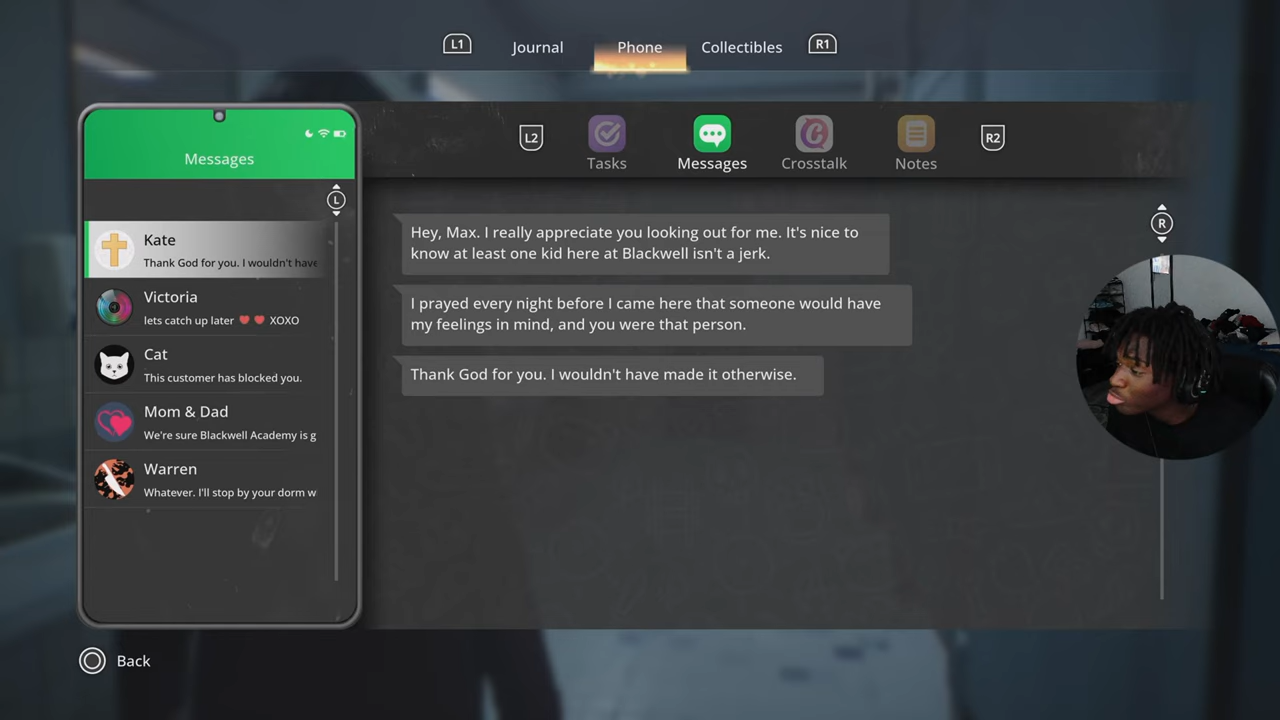 L1
Journal
Phone
Collectibles
R1
Messages
L
Kate
Thank God for you. I wouldn't have
Victoria
lets catch up later ❤️ ❤️ XOXO
Cat
This customer has blocked you.
Mom & Dad
We're sure Blackwell Academy is g
Warren
Whatever. I'll stop by your dorm w
L2
Tasks
Messages
Crosstalk
Notes
R2
R
Hey, Max. I really appreciate you looking out for me. It's nice to
know at least one kid here at Blackwell isn't a jerk.
I prayed every night before I came here that someone would have
my feelings in mind, and you were that person.
Thank God for you. I wouldn't have made it otherwise.
Back